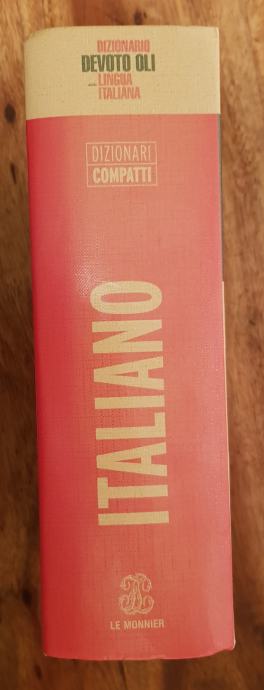 DIZIONARIO
DEVOTO OLI
della LINGUA
ITALIANA
DIZIONARI
COMPATTI
ITALIANO
LE MONNIER